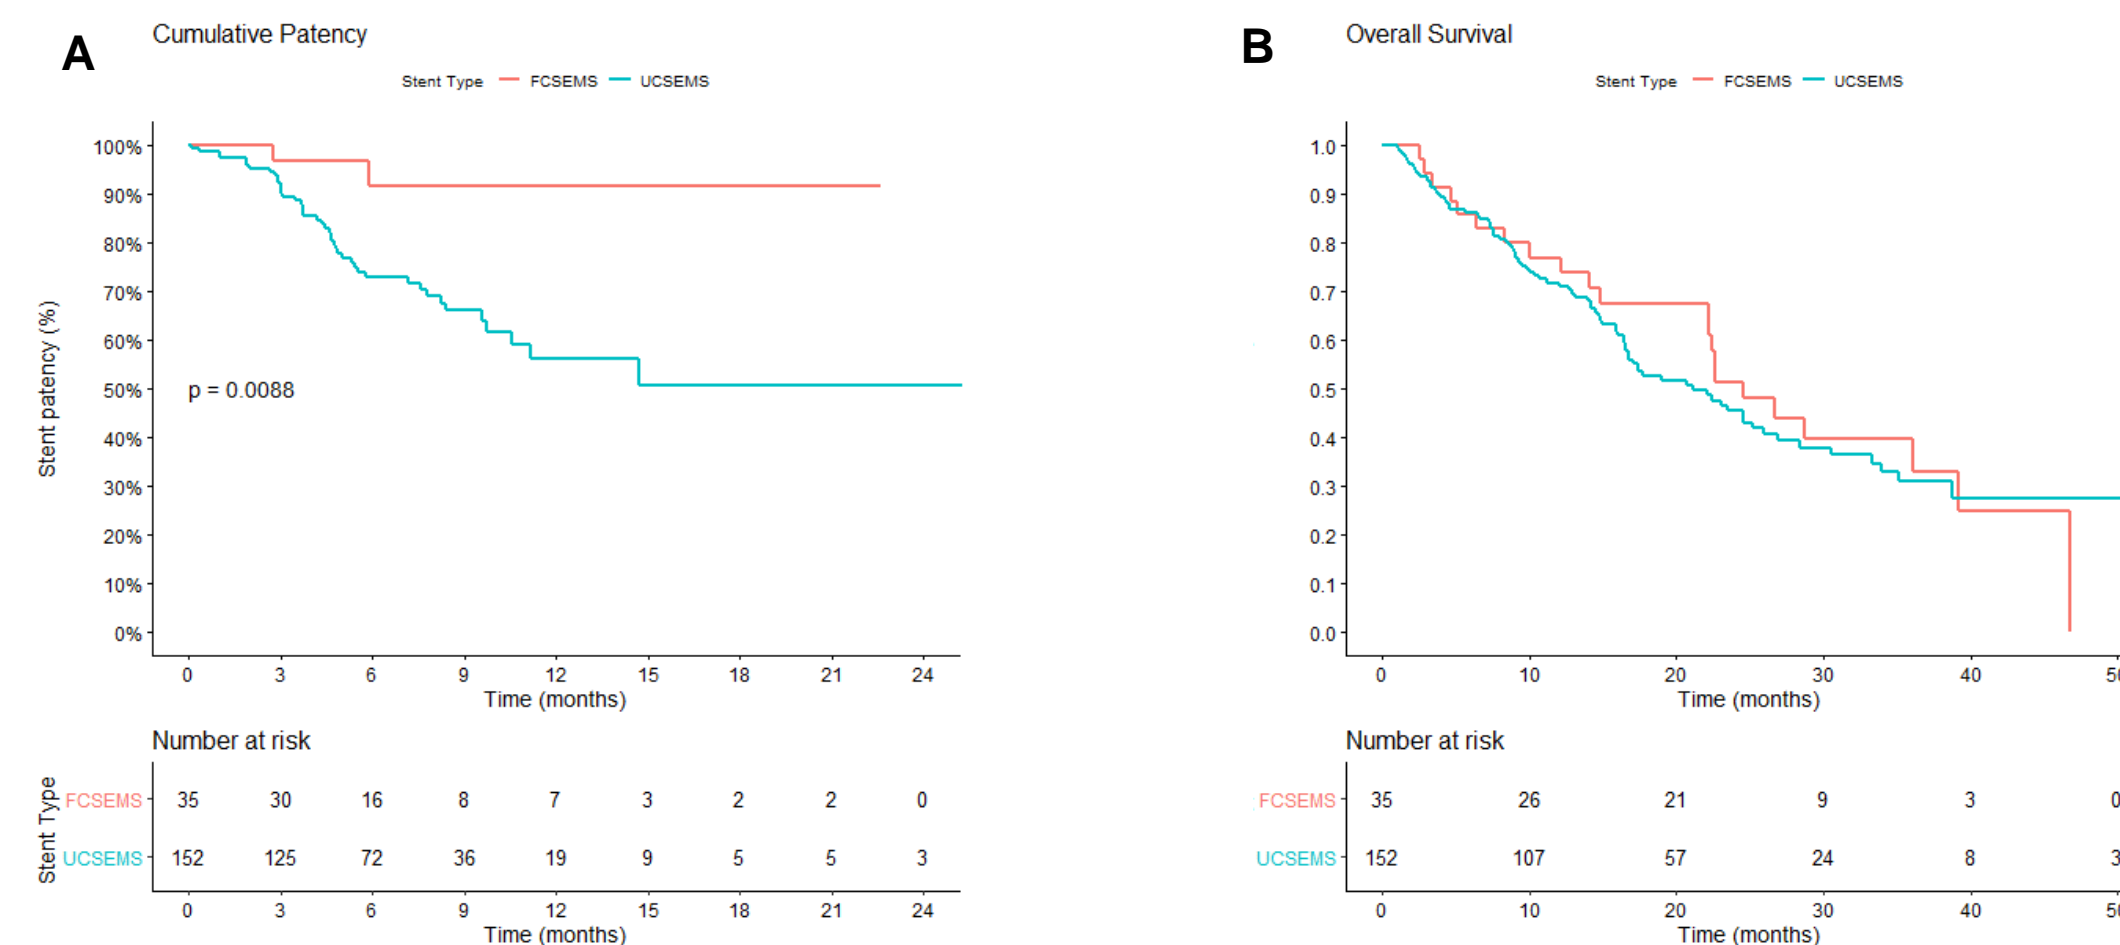 A
Cumulative Patency
Stent Type FCSEMS UCSEMS
100%
90%
80%
70%
60%
50%
40%
30%
20%
10%
0%
Stent patency (%)
p = 0.0088
0 3 6 9 12 15 18 21 24
Time (months)
Number at risk
Stent Type
FCSEMS 35 30 16 8 7 3 2 2 0
UCSEMS 152 125 72 36 19 9 5 5 3
0 3 6 9 12 15 18 21 24
Time (months)
B
Overall Survival
Stent Type FCSEMS UCSEMS
1.0
0.9
0.8
0.7
0.6
0.5
0.4
0.3
0.2
0.1
0.0
0 10 20 30 40
Time (months)
Number at risk
FCSEMS 35 26 21 9 3 0
UCSEMS 152 107 57 24 8 3
0 10 20 30 40
Time (months)